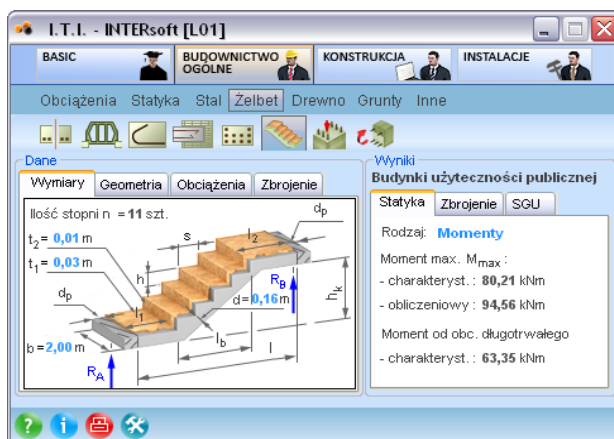 I.T.I. - INTERsoft [L01]
BASIC
BUDOWNICTWO OGÓLNE
KONSTRUKCJA
INSTALACJE
Obciążenia Statyka Stal Żelbet Drewno Grunty Inne
Dane
Wymiary Geometria Obciążenia Zbrojenie
Ilość stopni n = 11 szt.
t2 = 0,01 m
t1 = 0,03 m
s
l2
dp
h
RB
dp
l1
d = 0,16 m
hk
b = 2,00 m
lb
l
RA
Wyniki
Budynki użyteczności publicznej
Statyka Zbrojenie SGU
Rodzaj: Momenty
Moment max. Mmax :
- charakteryst. : 80,21 kNm
- obliczeniowy : 94,56 kNm
Moment od obc. długotrwałego
- charakteryst. : 63,35 kNm